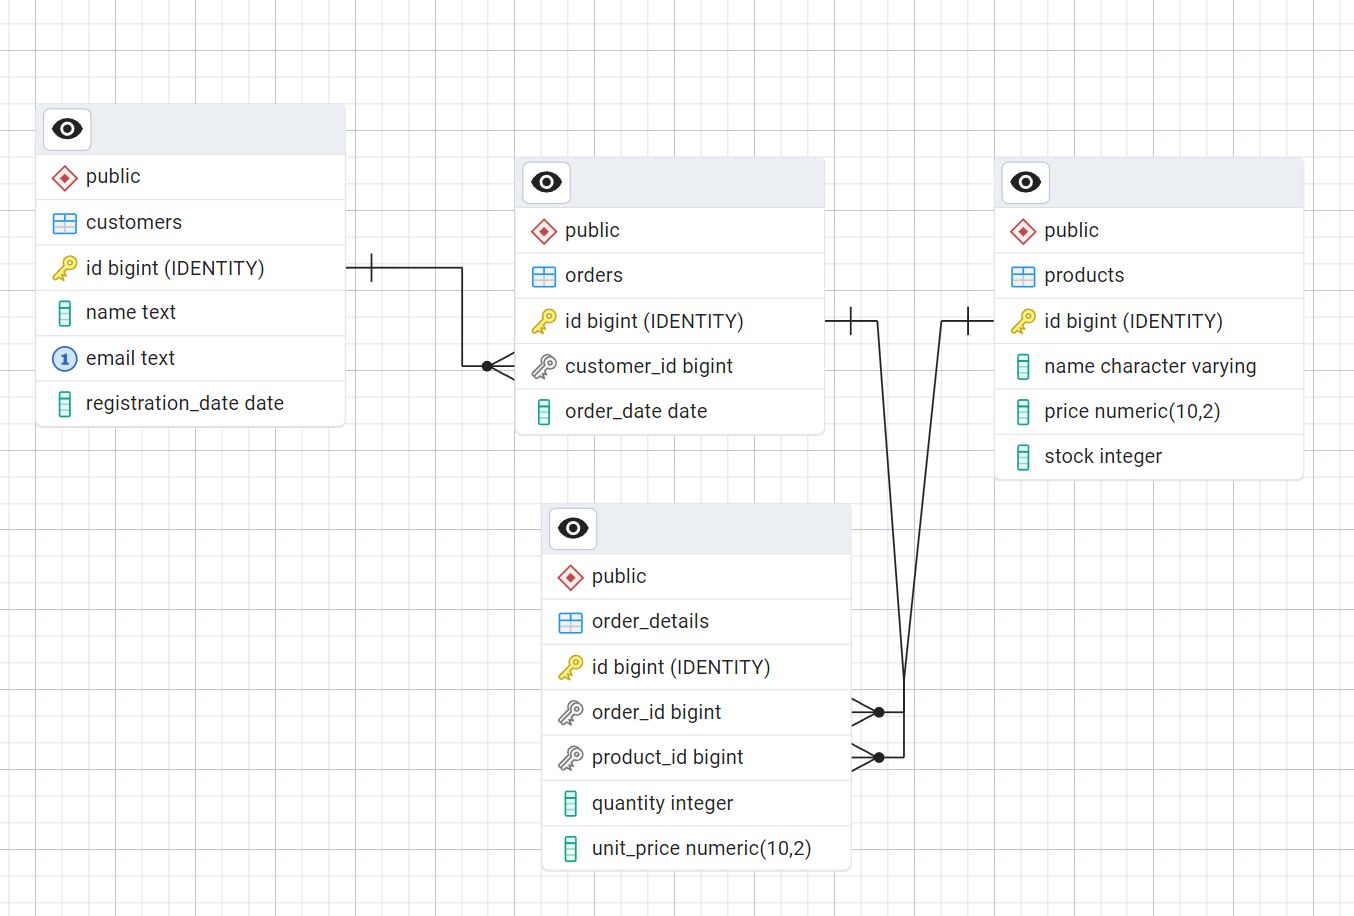 public
customers
id bigint (IDENTITY)
name text
1 email text
registration_date date
public
orders
id bigint (IDENTITY)
customer_id bigint
order_date date
public
products
id bigint (IDENTITY)
name character varying
price numeric(10,2)
stock integer
public
order_details
id bigint (IDENTITY)
order_id bigint
product_id bigint
quantity integer
unit_price numeric(10,2)